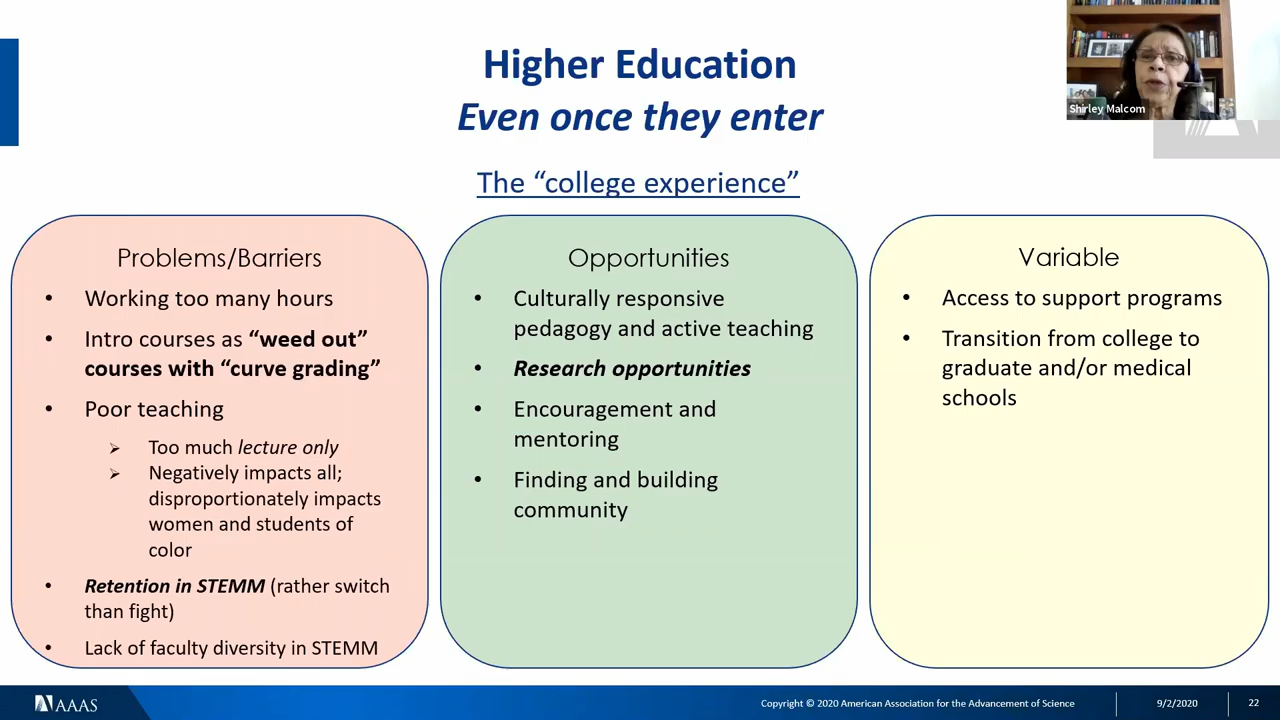 Higher Education
Even once they enter
Shirley Malcom
The “college experience”
Problems/Barriers
• Working too many hours
• Intro courses as “weed out”
courses with “curve grading”
• Poor teaching
➢ Too much lecture only
➢ Negatively impacts all;
disproportionately impacts
women and students of
color
• Retention in STEMM (rather switch
than fight)
• Lack of faculty diversity in STEMM
Opportunities
• Culturally responsive
pedagogy and active teaching
• Research opportunities
• Encouragement and
mentoring
• Finding and building
community
Variable
• Access to support programs
• Transition from college to
graduate and/or medical
schools
AAAS
Copyright © 2020 American Association for the Advancement of Science
9/2/2020
22